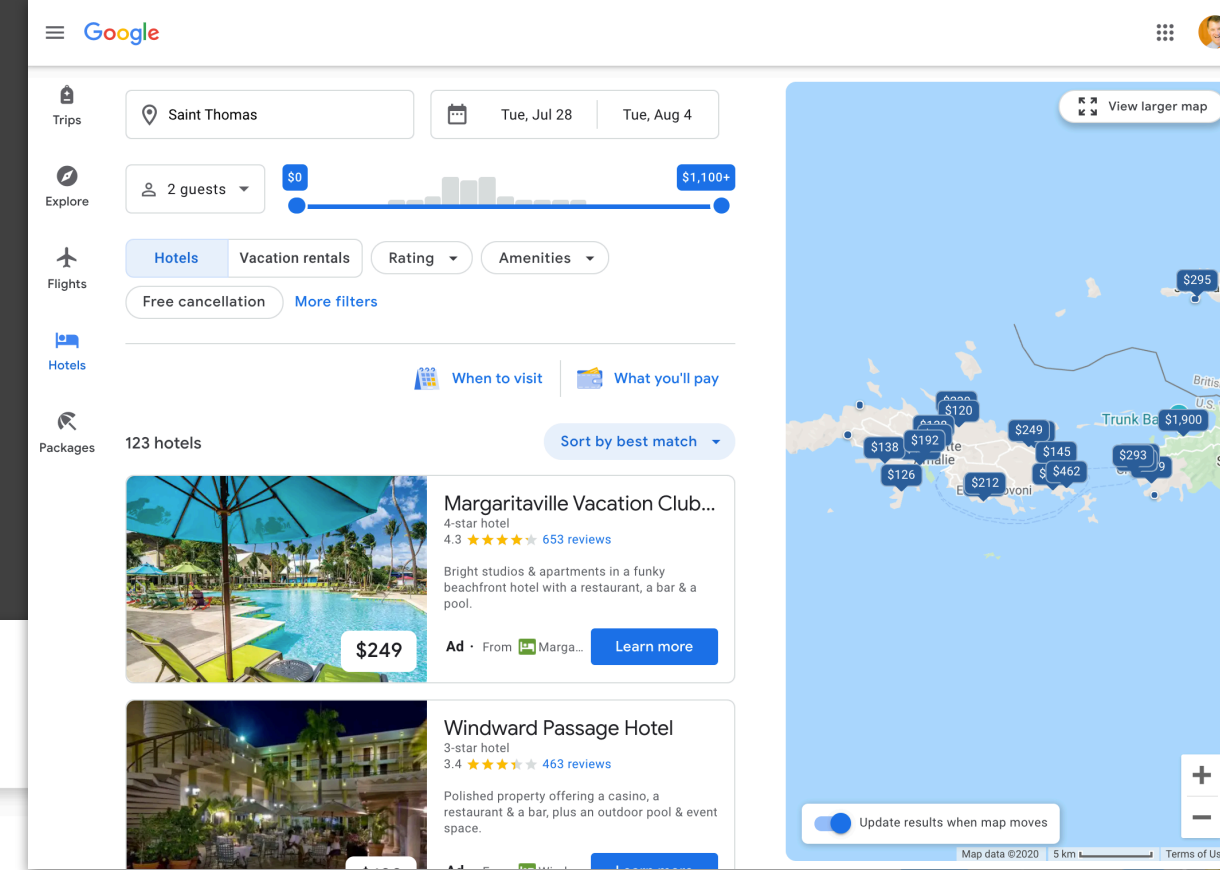 Google
Trips
Explore
Flights
Hotels
Packages
Saint Thomas
Tue, Jul 28
Tue, Aug 4
2 guests
$0
$1,100+
Hotels
Vacation rentals
Rating
Amenities
Free cancellation
More filters
When to visit
What you'll pay
123 hotels
Sort by best match
Margaritaville Vacation Club...
4-star hotel
4.3
653 reviews
Bright studios & apartments in a funky
beachfront hotel with a restaurant, a bar & a
pool.
$249
Ad · From Marga...
Learn more
Windward Passage Hotel
3-star hotel
3.4
463 reviews
Polished property offering a casino, a
restaurant & a bar, plus an outdoor pool & event
space.
View larger map
$295
Britis
U.S.
Trunk Ba
$1,900
$120
$249
$192
$138
$145
$293
$462
$126
$212
Update results when map moves
Map data ©2020
5 km
Terms of Us